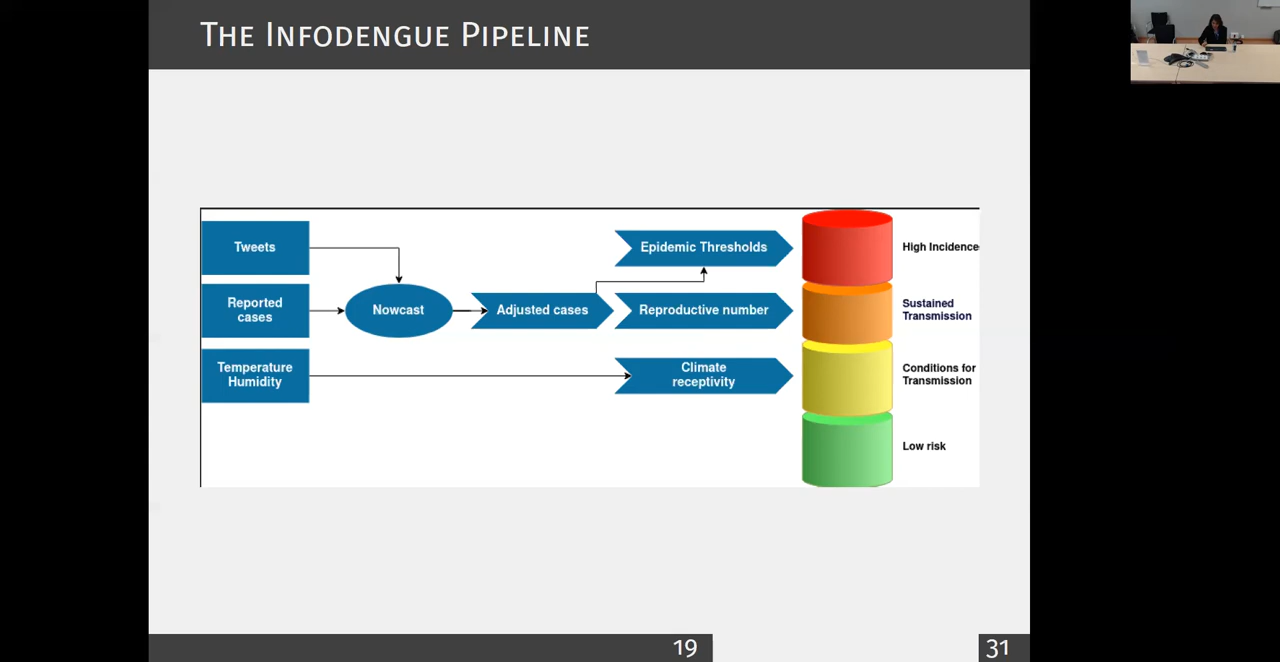 THE INFODENGUE PIPELINE
Tweets
Epidemic Thresholds
High Incidence
Reported
cases
Nowcast
Adjusted cases
Reproductive number
Sustained
Transmission
Temperature
Humidity
Climate
receptivity
Conditions for
Transmission
Low risk
19
31